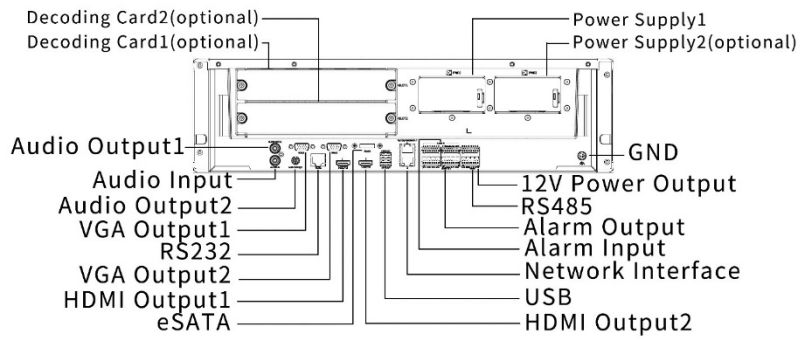 Decoding Card2(optional)
Decoding Card1(optional)
Power Supply1
Power Supply2(optional)
Audio Output1
Audio Input
Audio Output2
VGA Output1
RS232
VGA Output2
HDMI Output1
eSATA
GND
12V Power Output
RS485
Alarm Output
Alarm Input
Network Interface
USB
HDMI Output2